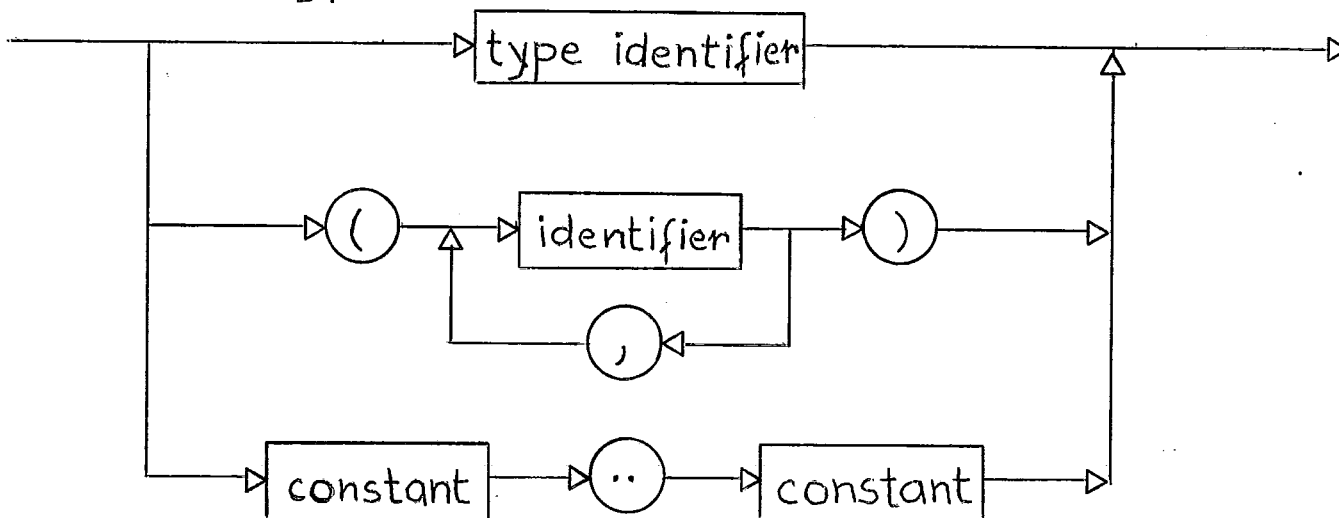 type identifier
( identifier )
,
constant .. constant